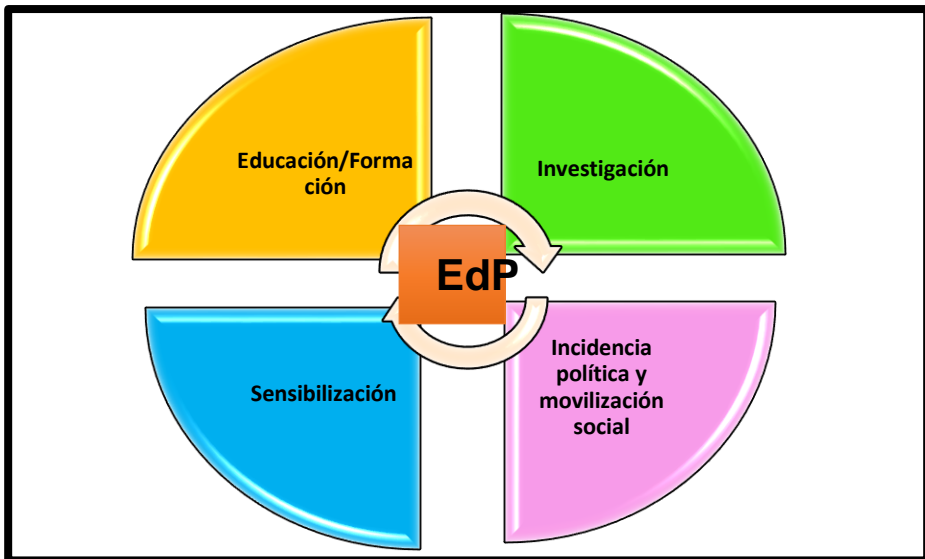 Educación/Forma
ción
Investigación
EdP
Sensibilización
Incidencia
política y
movilización
social